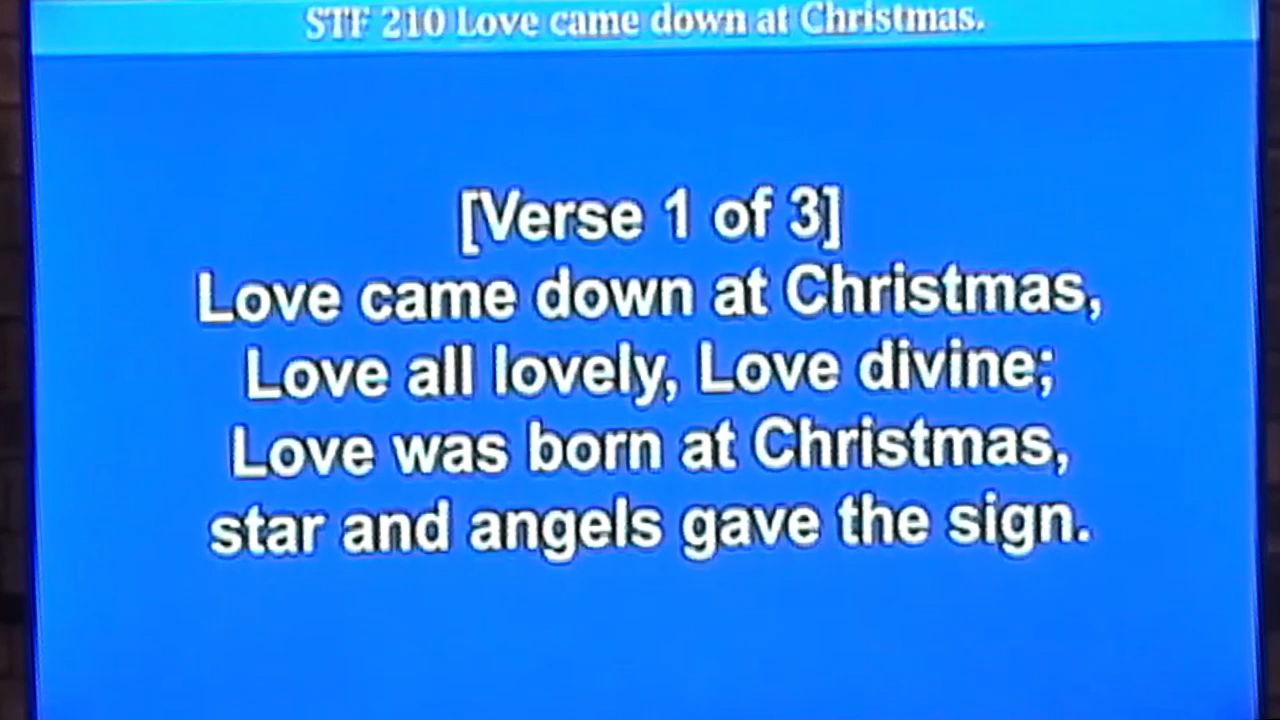 STF 210 Love came down at Christmas.
[Verse 1 of 3]
Love came down at Christmas,
Love all lovely, Love divine;
Love was born at Christmas,
star and angels gave the sign.